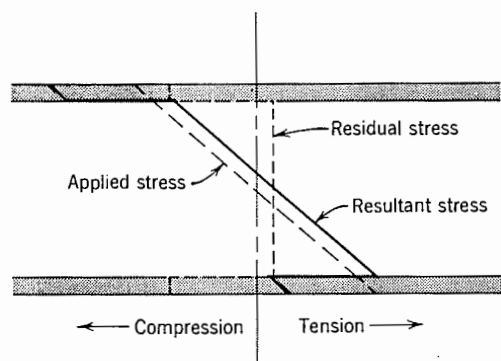 Residual stress
Applied stress
Resultant stress
Compression
Tension